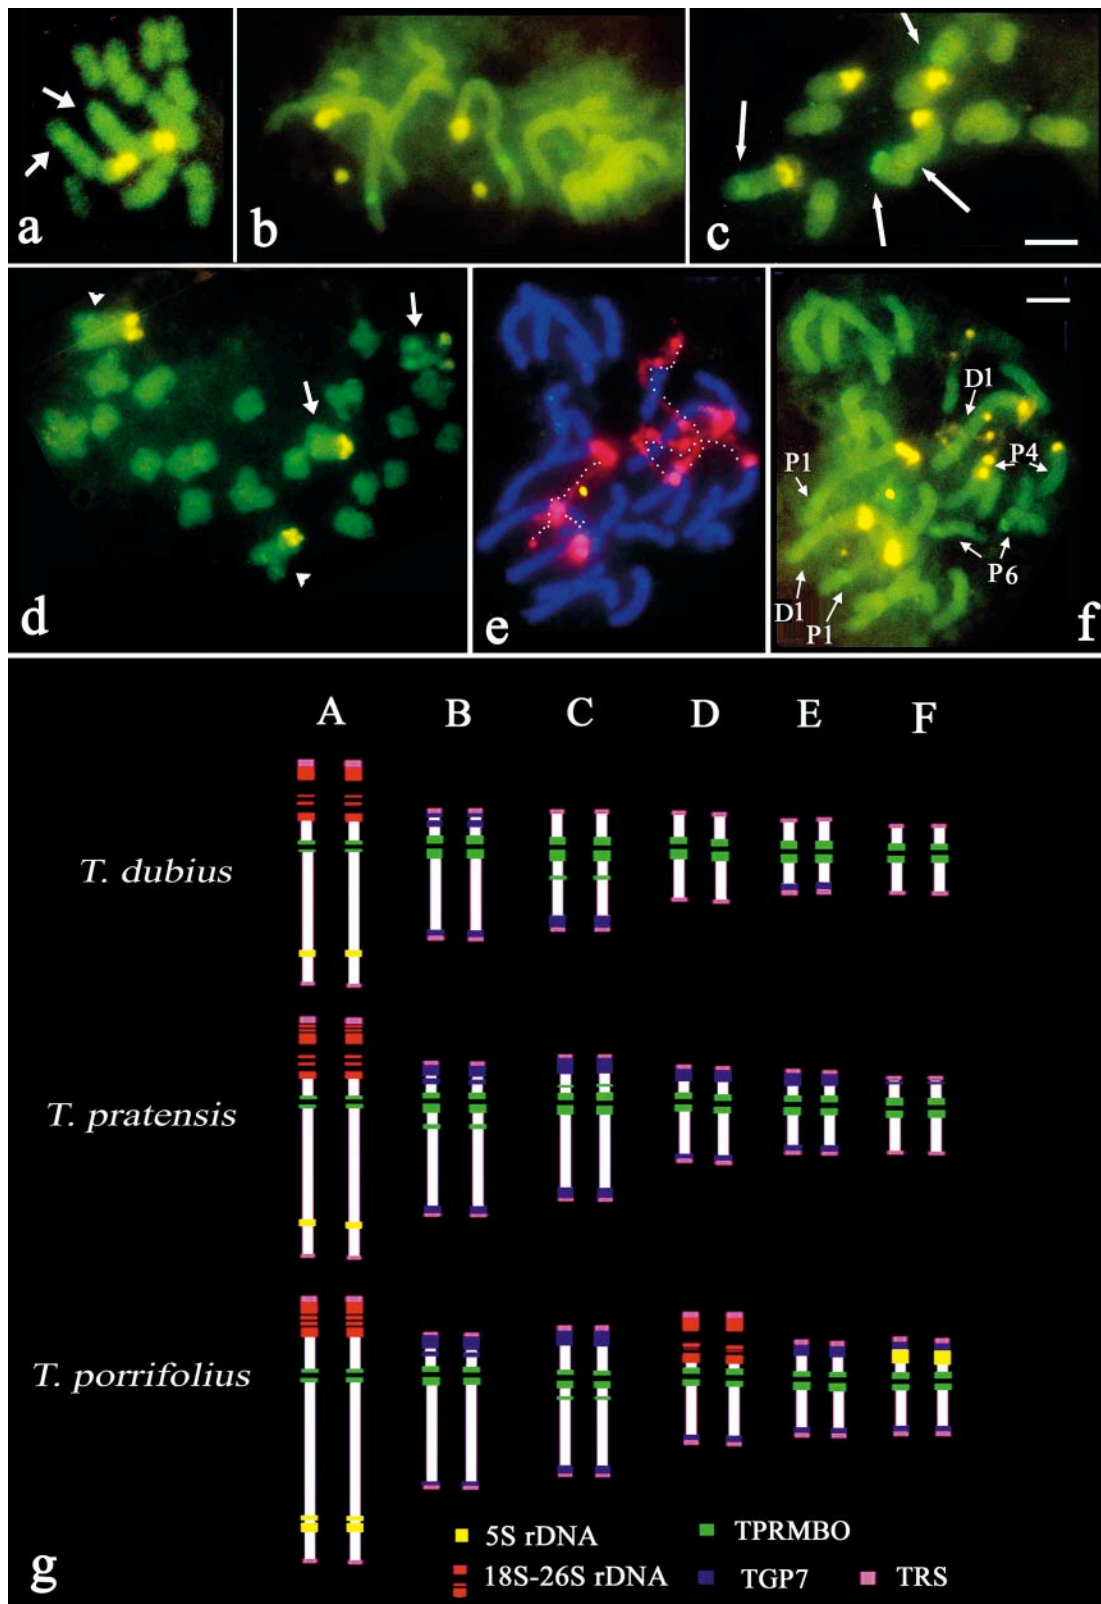 a
b
c
d
e
D1
P1
P4
P6
D1
P1
f
A B C D E F
T. dubius
T. pratensis
T. porrifolius
5S rDNA TPRMBO
18S-26S rDNA TGP7 TRS
g